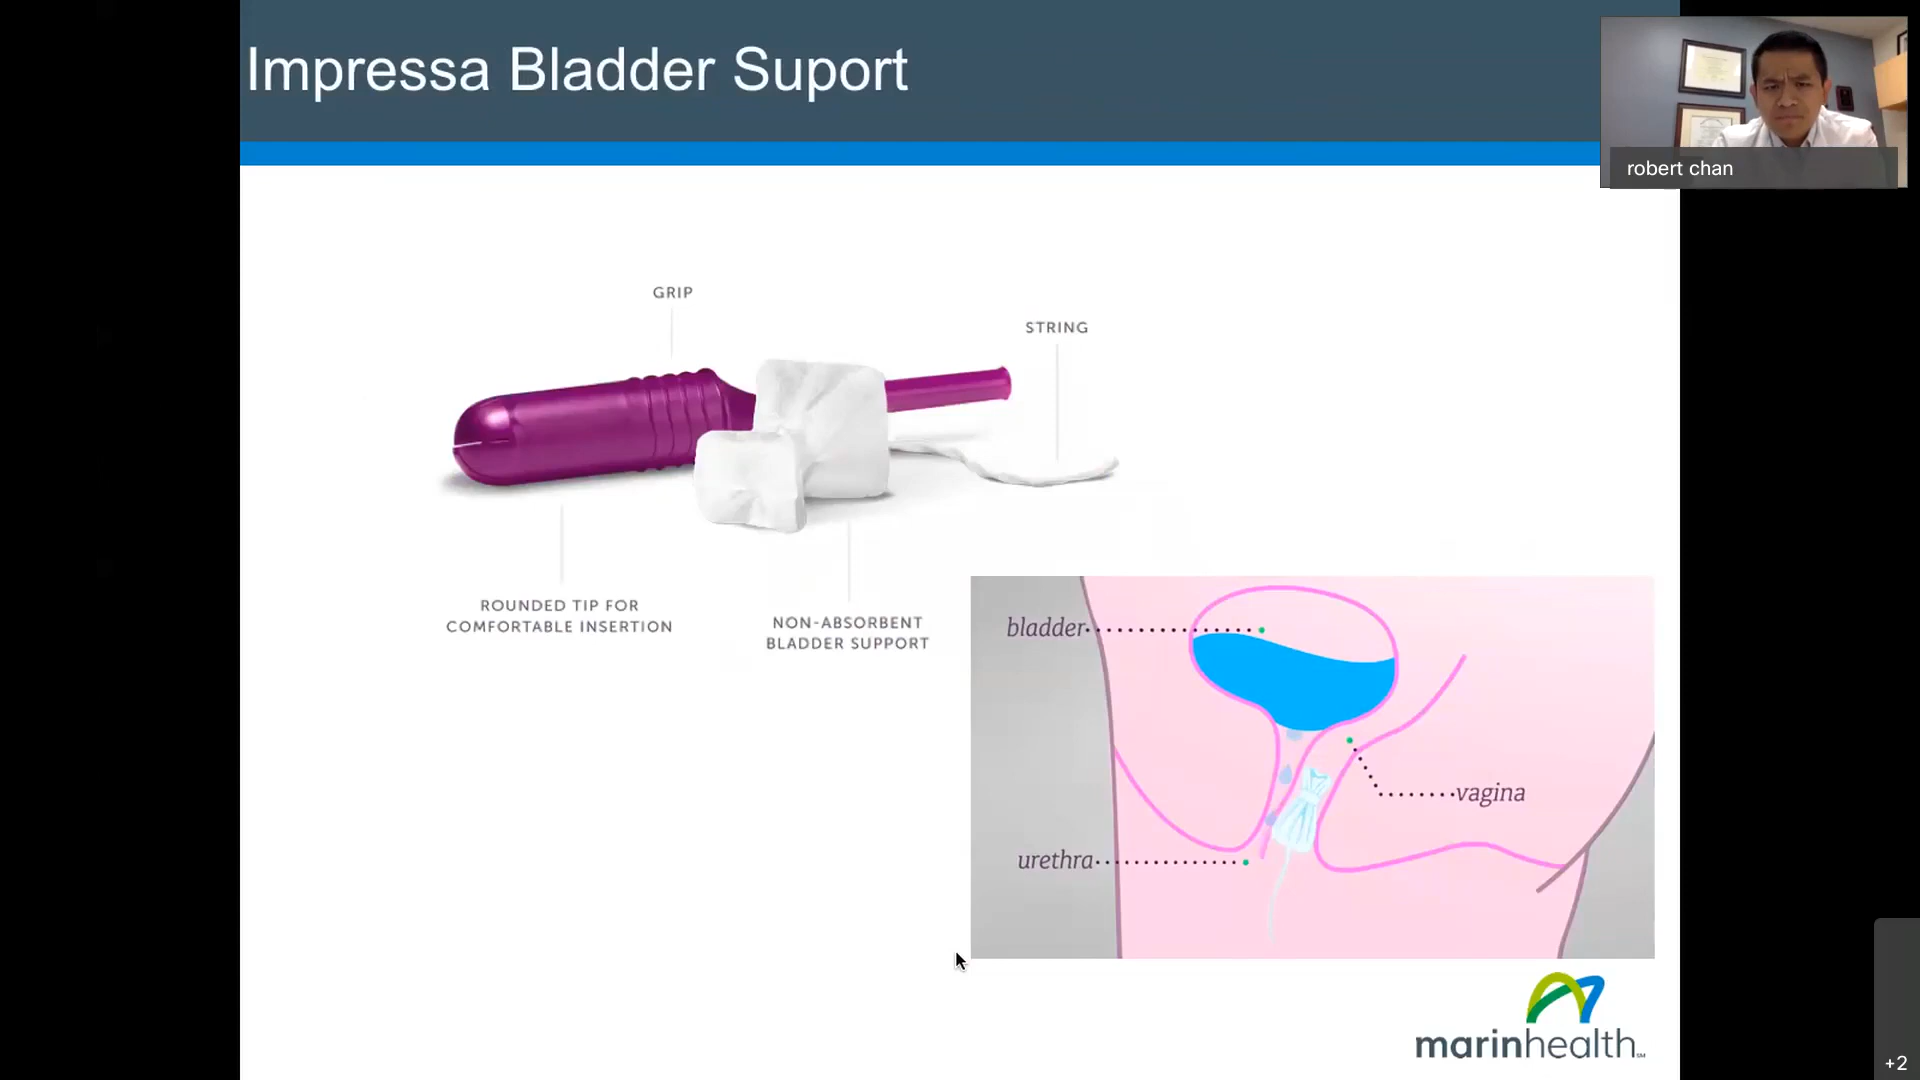 Impressa Bladder Suport
robert chan
GRIP
STRING
ROUNDED TIP FOR
COMFORTABLE INSERTION
NON-ABSORBENT
BLADDER SUPPORT
bladder
vagina
urethra
marinhealth
+2